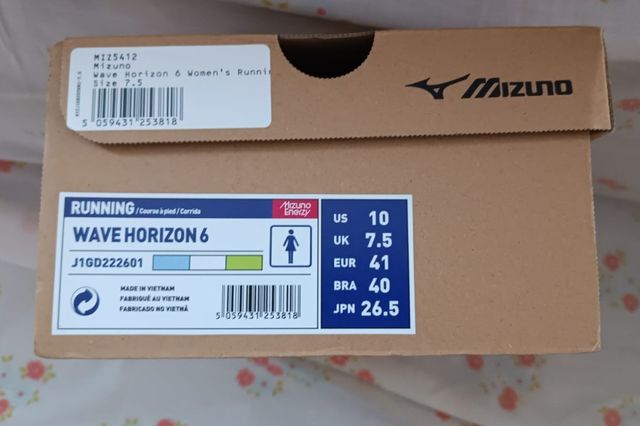 MIZ5412
Mizuno
Wave Horizon 6 Women's Runnin
Size 7.5
5 059431 253818
Mizuno
RUNNING / Course à pied / Corrida
Mizuno Enerzy
WAVE HORIZON 6
J1GD222601
MADE IN VIETNAM
FABRIQUÉ AU VIETNAM
FABRICADO NO VIETNÃ
5 059431 253818
US 10
UK 7.5
EUR 41
BRA 40
JPN 26.5